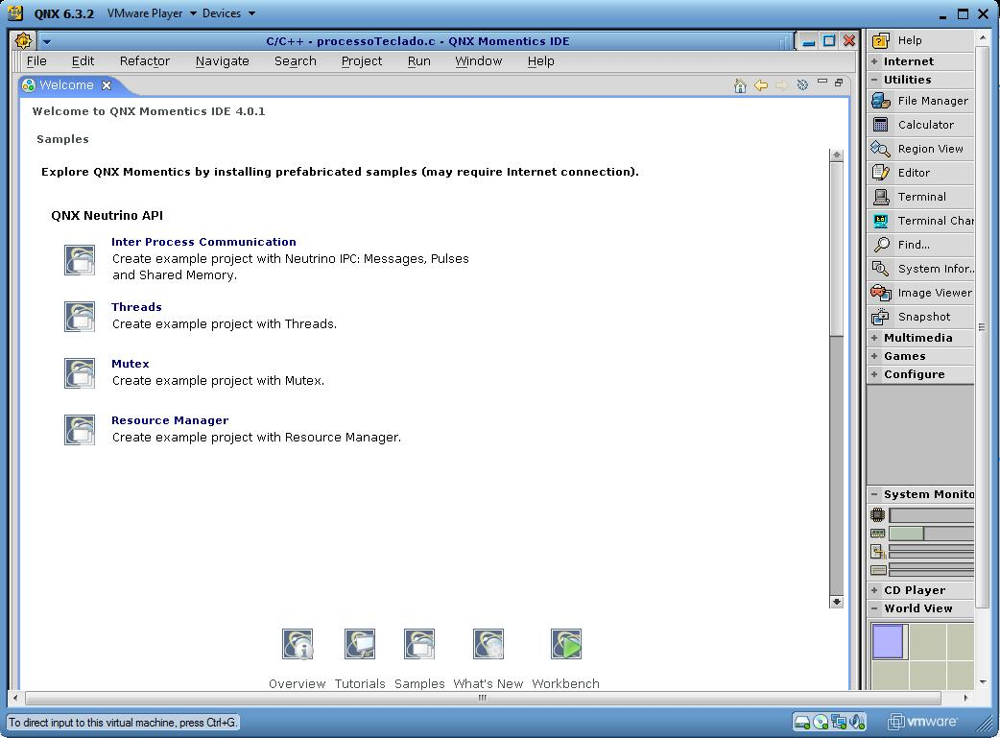 QNX 6.3.2 VMware Player Devices
C/C++ - processoTeclado.c - QNX Momentics IDE
File Edit Refactor Navigate Search Project Run Window Help
Welcome
Welcome to QNX Momentics IDE 4.0.1
Samples
Explore QNX Momentics by installing prefabricated samples (may require Internet connection).
QNX Neutrino API
Inter Process Communication
Create example project with Neutrino IPC: Messages, Pulses
and Shared Memory.
Threads
Create example project with Threads.
Mutex
Create example project with Mutex.
Resource Manager
Create example project with Resource Manager.
Overview Tutorials Samples What's New Workbench
Help
+ Internet
− Utilities
File Manager
Calculator
Region View
Editor
Terminal
Terminal Char
Find...
System Infor..
Image Viewer
Snapshot
+ Multimedia
+ Games
+ Configure
− System Monito
+ CD Player
− World View
To direct input to this virtual machine, press Ctrl+G.
vmware